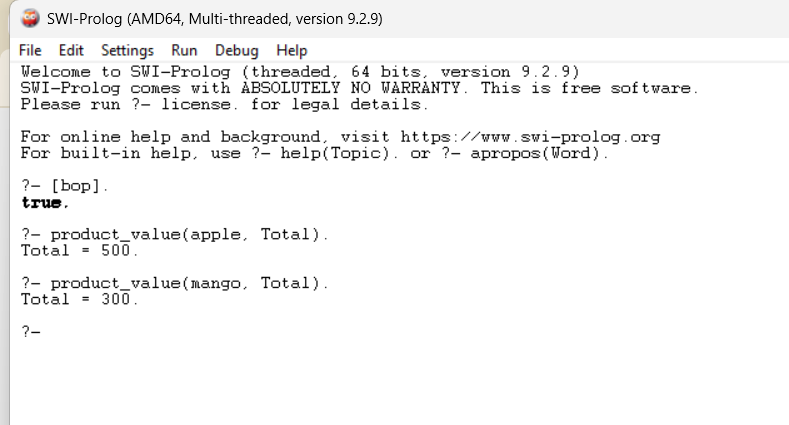 SWI-Prolog (AMD64, Multi-threaded, version 9.2.9)
File Edit Settings Run Debug Help
Welcome to SWI-Prolog (threaded, 64 bits, version 9.2.9)
SWI-Prolog comes with ABSOLUTELY NO WARRANTY. This is free software.
Please run ?- license. for legal details.
For online help and background, visit https://www.swi-prolog.org
For built-in help, use ?- help(Topic). or ?- apropos(Word).
?- [bop].
true.
?- product_value(apple, Total).
Total = 500.
?- product_value(mango, Total).
Total = 300.
?-